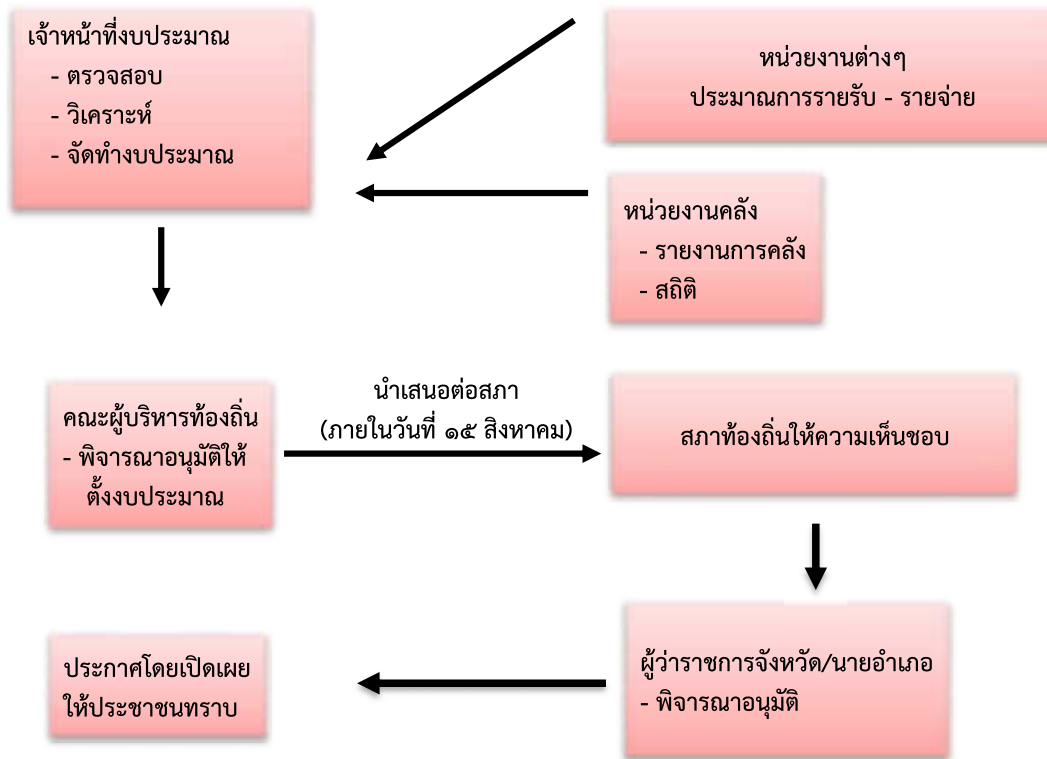 เจ้าหน้าที่งบประมาณ
- ตรวจสอบ
- วิเคราะห์
- จัดทำงบประมาณ
หน่วยงานต่างๆ
ประมาณการรายรับ - รายจ่าย
หน่วยงานคลัง
- รายงานการคลัง
- สถิติ
คณะผู้บริหารท้องถิ่น
- พิจารณาอนุมัติให้
ตั้งงบประมาณ
นำเสนอต่อสภา
(ภายในวันที่ ๑๕ สิงหาคม)
สภาท้องถิ่นให้ความเห็นชอบ
ผู้ว่าราชการจังหวัด/นายอำเภอ
- พิจารณาอนุมัติ
ประกาศโดยเปิดเผย
ให้ประชาชนทราบ